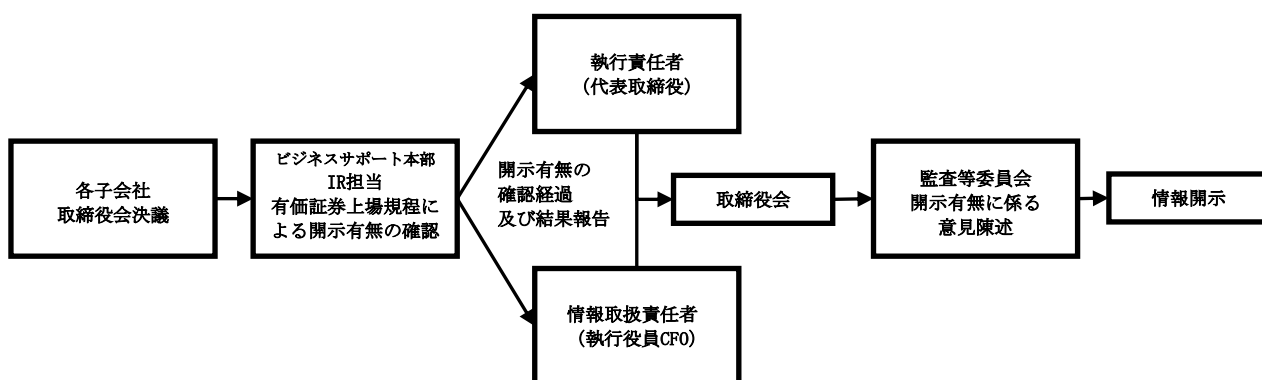 各子会社
取締役会決議
ビジネスサポート本部
IR担当
有価証券上場規程に
よる開示有無の確認
執行責任者
(代表取締役)
開示有無の
確認経過
及び結果報告
情報取扱責任者
(執行役員CFO)
取締役会
監査等委員会
開示有無に係る
意見陳述
情報開示